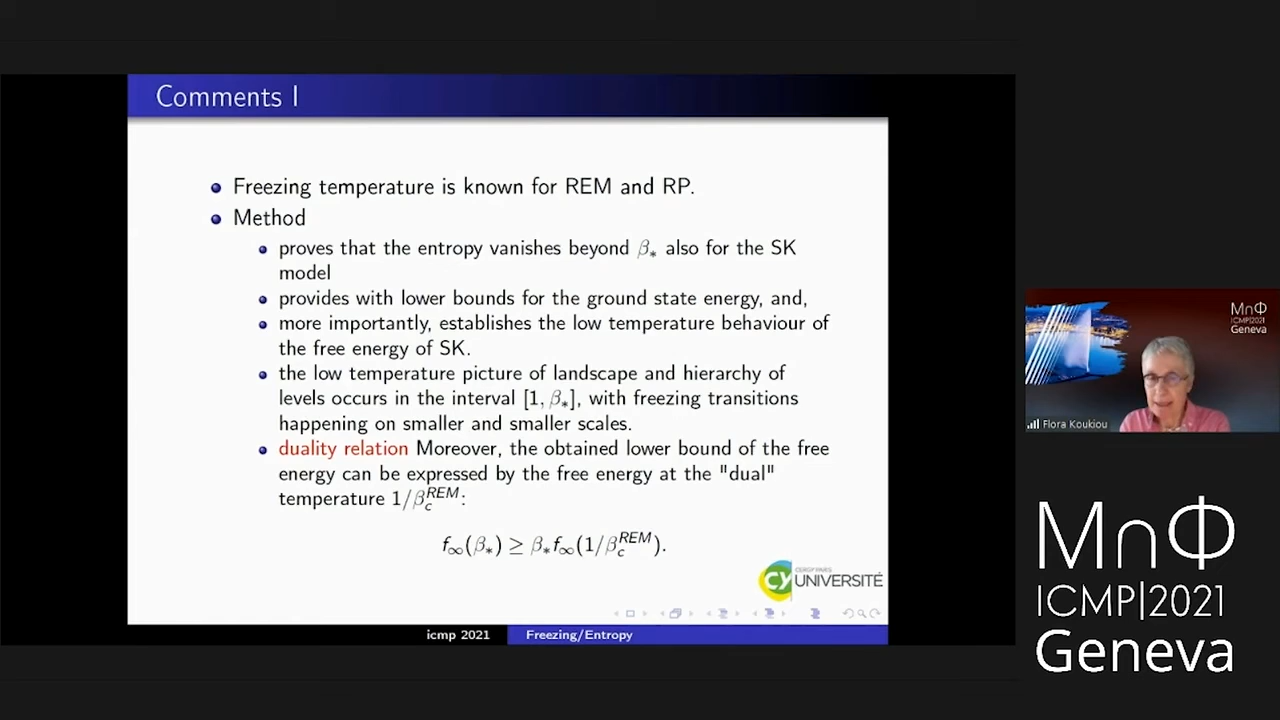 Comments I
Freezing temperature is known for REM and RP.
Method
proves that the entropy vanishes beyond β∗ also for the SK
model
provides with lower bounds for the ground state energy, and,
more importantly, establishes the low temperature behaviour of
the free energy of SK.
the low temperature picture of landscape and hierarchy of
levels occurs in the interval [1, β∗], with freezing transitions
happening on smaller and smaller scales.
duality relation Moreover, the obtained lower bound of the free
energy can be expressed by the free energy at the "dual"
temperature 1/β_c^{REM}:
f∞(β∗) ≥ β∗f∞(1/β_c^{REM}).
CERGY PARIS
CY UNIVERSITÉ
icmp 2021
Freezing/Entropy
MnΦ
ICMP|2021
Geneva
Flora Koukiou
MnΦ
ICMP|2021
Geneva